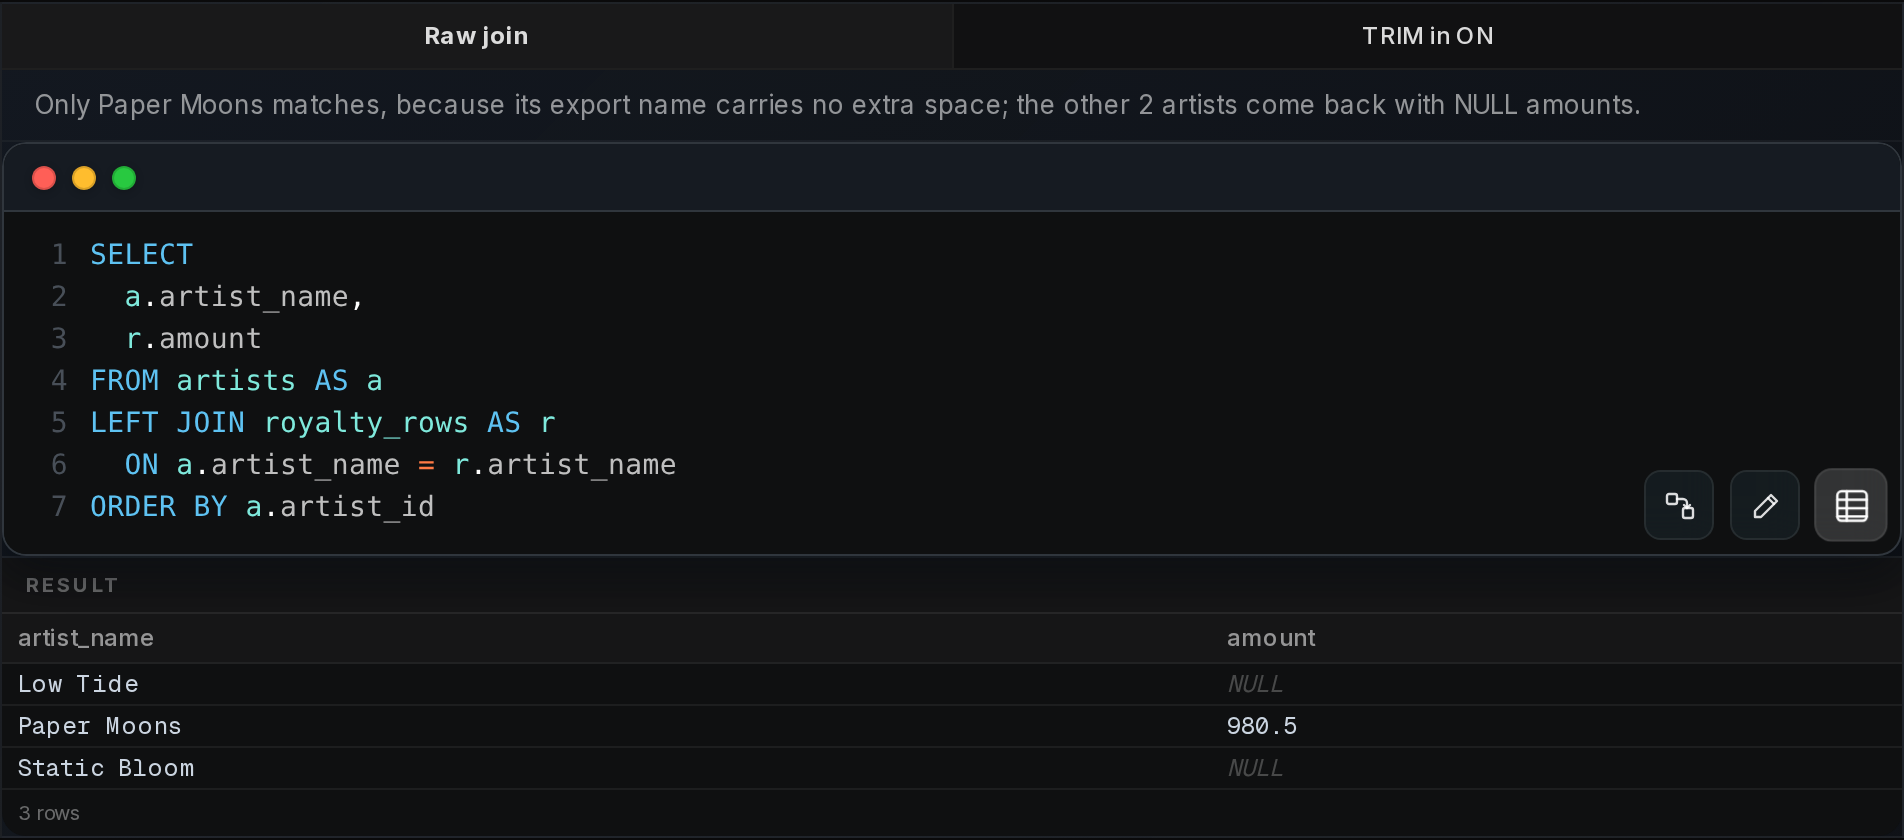 Raw join
TRIM in ON
Only Paper Moons matches, because its export name carries no extra space; the other 2 artists come back with NULL amounts.
1 SELECT
2   a.artist_name,
3   r.amount
4 FROM artists AS a
5 LEFT JOIN royalty_rows AS r
6   ON a.artist_name = r.artist_name
7 ORDER BY a.artist_id
RESULT
artist_name amount
Low Tide NULL
Paper Moons 980.5
Static Bloom NULL
3 rows